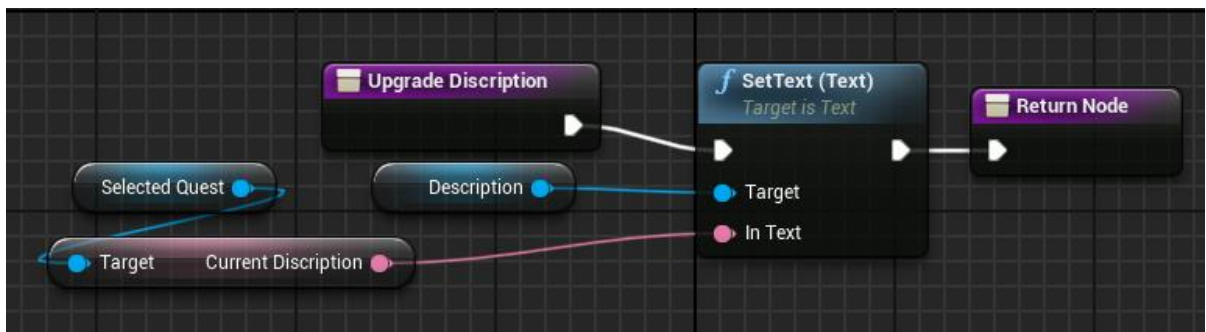 Upgrade Discription
SetText (Text)
Target is Text
Return Node
Selected Quest
Description
Target
In Text
Target
Current Discription